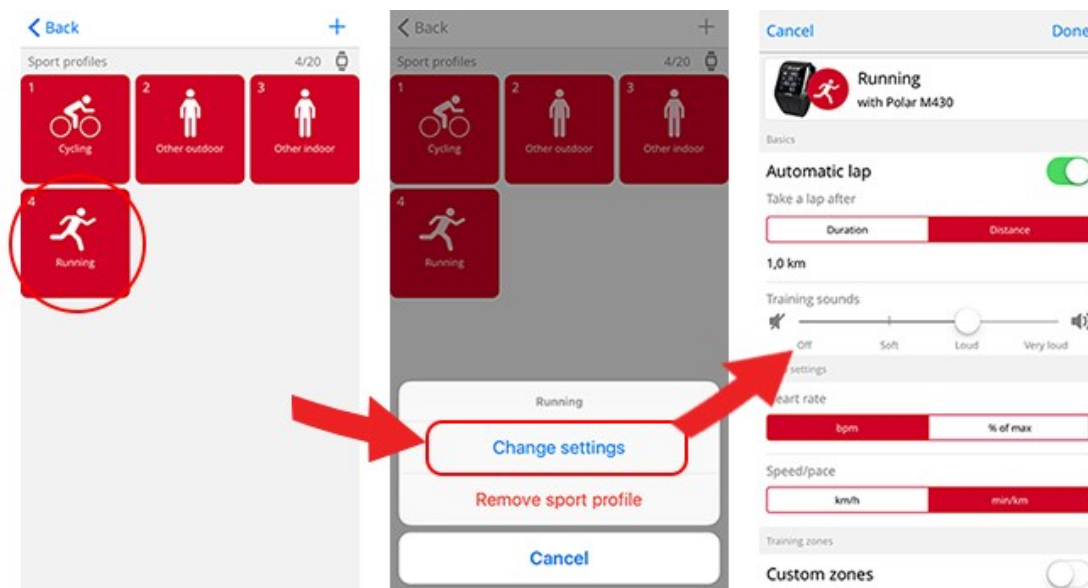 Back +
Sport profiles 4/20
1 2 3
Cycling Other outdoor Other indoor
4
Running
Back +
Sport profiles 4/20
1 2 3
Cycling Other outdoor Other indoor
4
Running
Running
Change settings
Remove sport profile
Cancel
Cancel Done
Running
with Polar M430
Basics
Automatic lap
Take a lap after
Duration Distance
1,0 km
Training sounds
Off Soft Loud Very loud
settings
eart rate
bpm % of max
Speed/pace
km/h min/km
Training zones
Custom zones